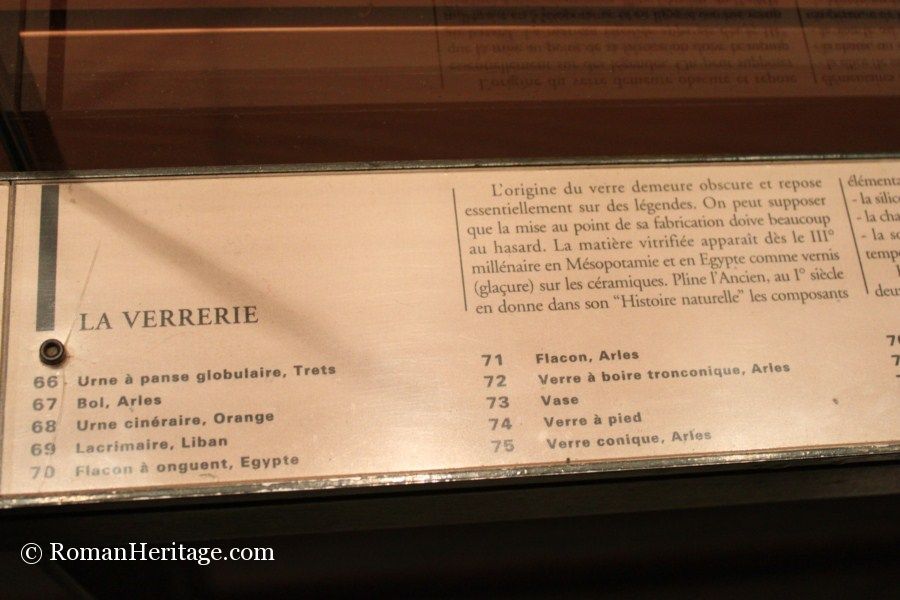 LA VERRERIE
66 Urne à panse globulaire, Trets
67 Bol, Arles
68 Urne cinéraire, Orange
69 Lacrimaire, Liban
70 Flacon à onguent, Egypte
L'origine du verre demeure obscure et repose
essentiellement sur des légendes. On peut supposer
que la mise au point de sa fabrication doive beaucoup
au hasard. La matière vitrifiée apparaît dès le III°
millénaire en Mésopotamie et en Egypte comme vernis
(glaçure) sur les céramiques. Pline l'Ancien, au I° siècle
en donne dans son "Histoire naturelle" les composants
71 Flacon, Arles
72 Verre à boire tronconique, Arles
73 Vase
74 Verre à pied
75 Verre conique, Arles
- la
- la
- la
© RomanHeritage.com